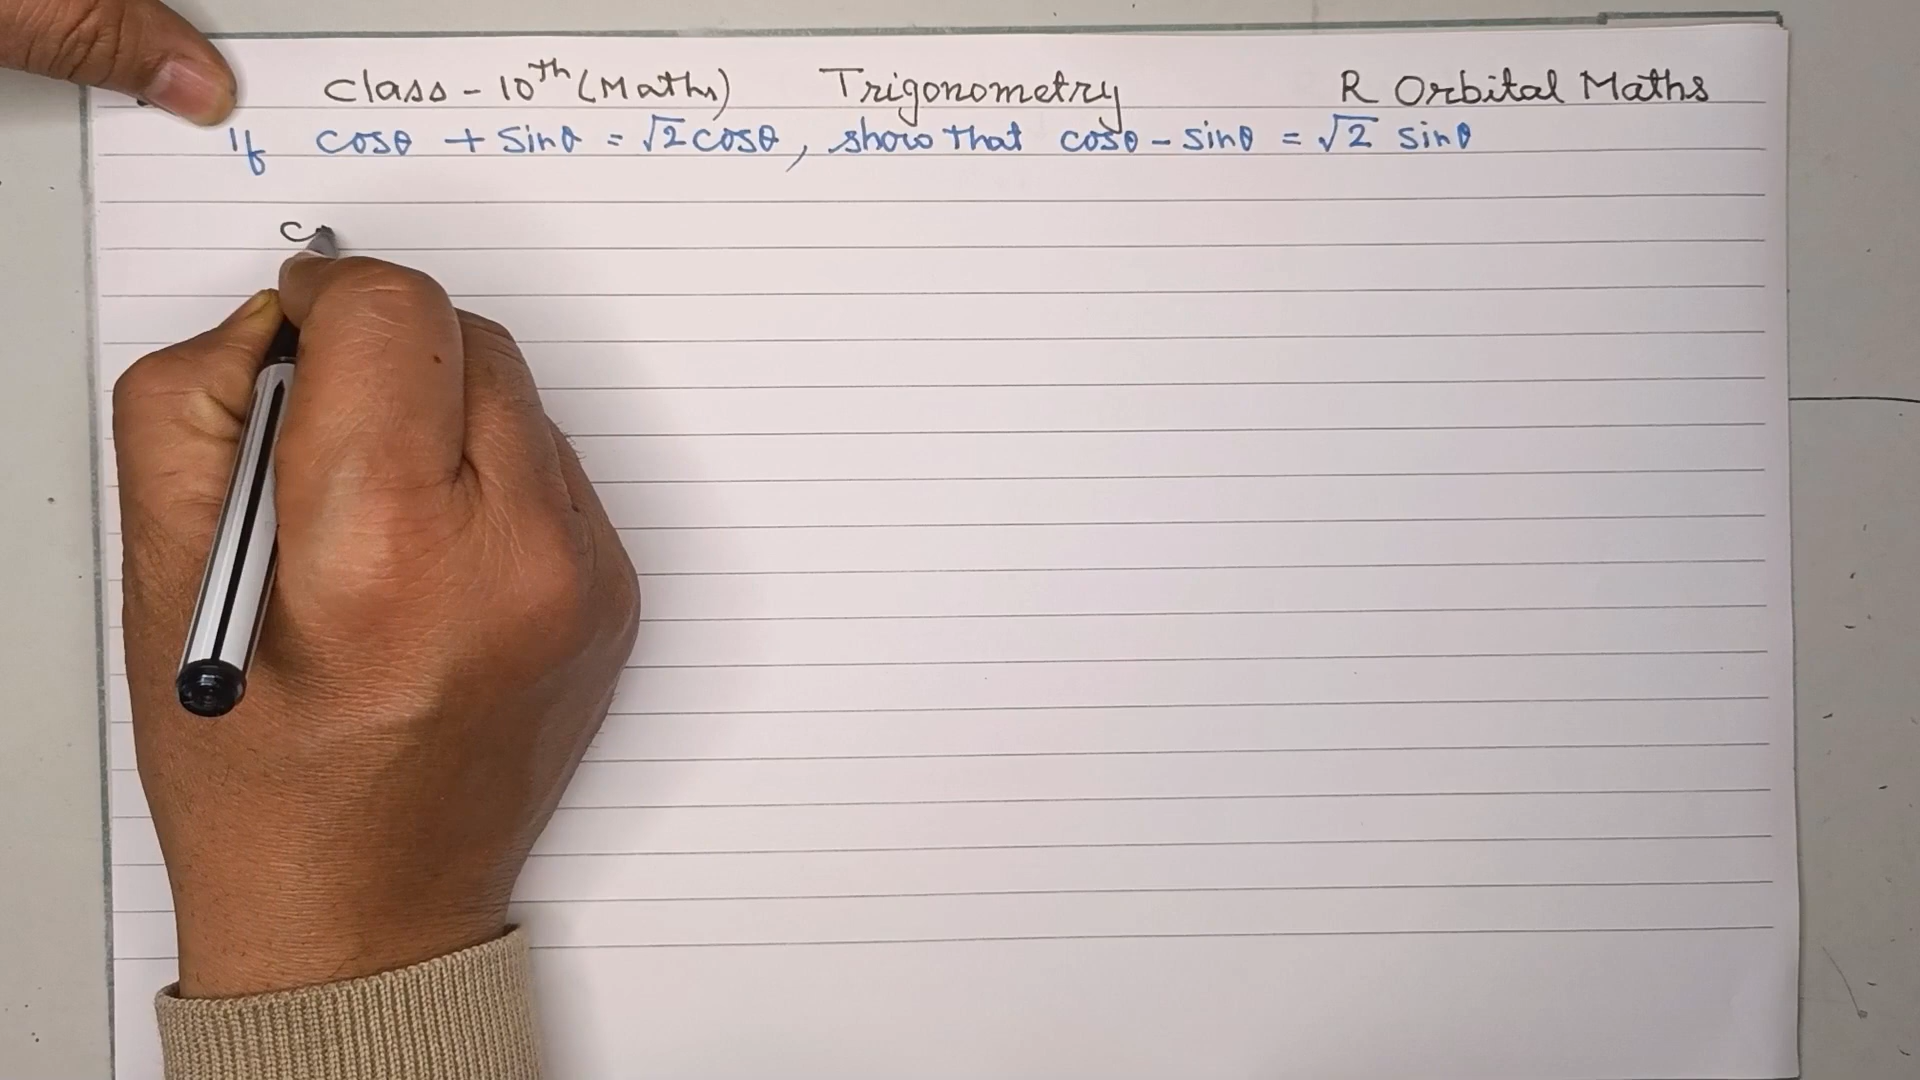 Class - 10th (Maths) Trigonometry R Orbital Maths
If cosθ + sinθ = √2 cosθ, show that cosθ - sinθ = √2 sinθ
c